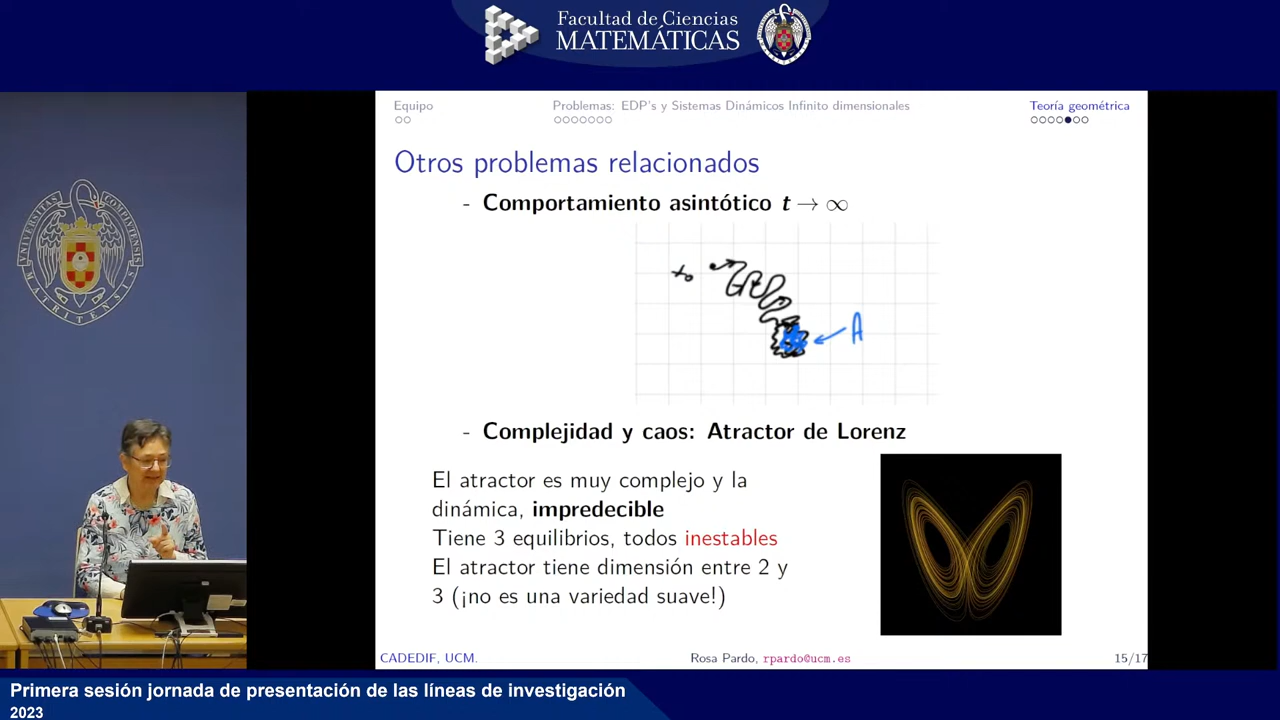 Facultad de Ciencias
MATEMÁTICAS
Equipo
Problemas: EDP's y Sistemas Dinámicos Infinito dimensionales
Teoría geométrica
Otros problemas relacionados
- Comportamiento asintótico t → ∞
x₀
A
- Complejidad y caos: Atractor de Lorenz
El atractor es muy complejo y la
dinámica, impredecible
Tiene 3 equilibrios, todos inestables
El atractor tiene dimensión entre 2 y
3 (¡no es una variedad suave!)
CADEDIF, UCM.
Rosa Pardo, rpardo@ucm.es
15/17
Primera sesión jornada de presentación de las líneas de investigación
2023